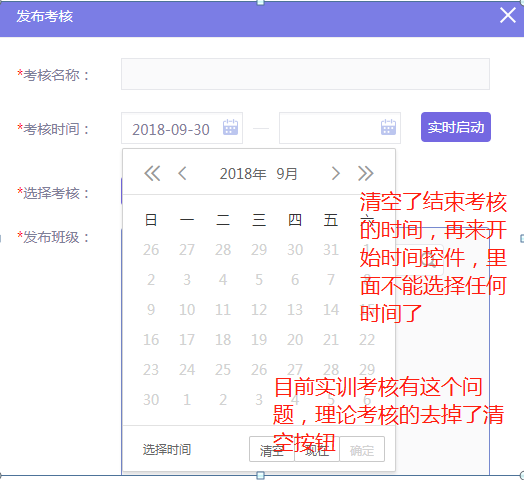 发布考核
*考核名称：
*考核时间： 2018-09-30 — 实时启动
2018年 9月
*选择考核：
*发布班级：
日 一 二 三 四 五 六
26 27 28 29 30 31 1
2 3 4 5 6 7 8
9 10 11 12 13 14 15
16 17 18 19 20 21 22
23 24 25 26 27 28 29
30 1 2 3 4 5
选择时间 清空 现在 确定
清空了结束考核
的时间，再来开
始时间控件，里
面不能选择任何
时间了
目前实训考核有这个问
题，理论考核的去掉了清
空按钮